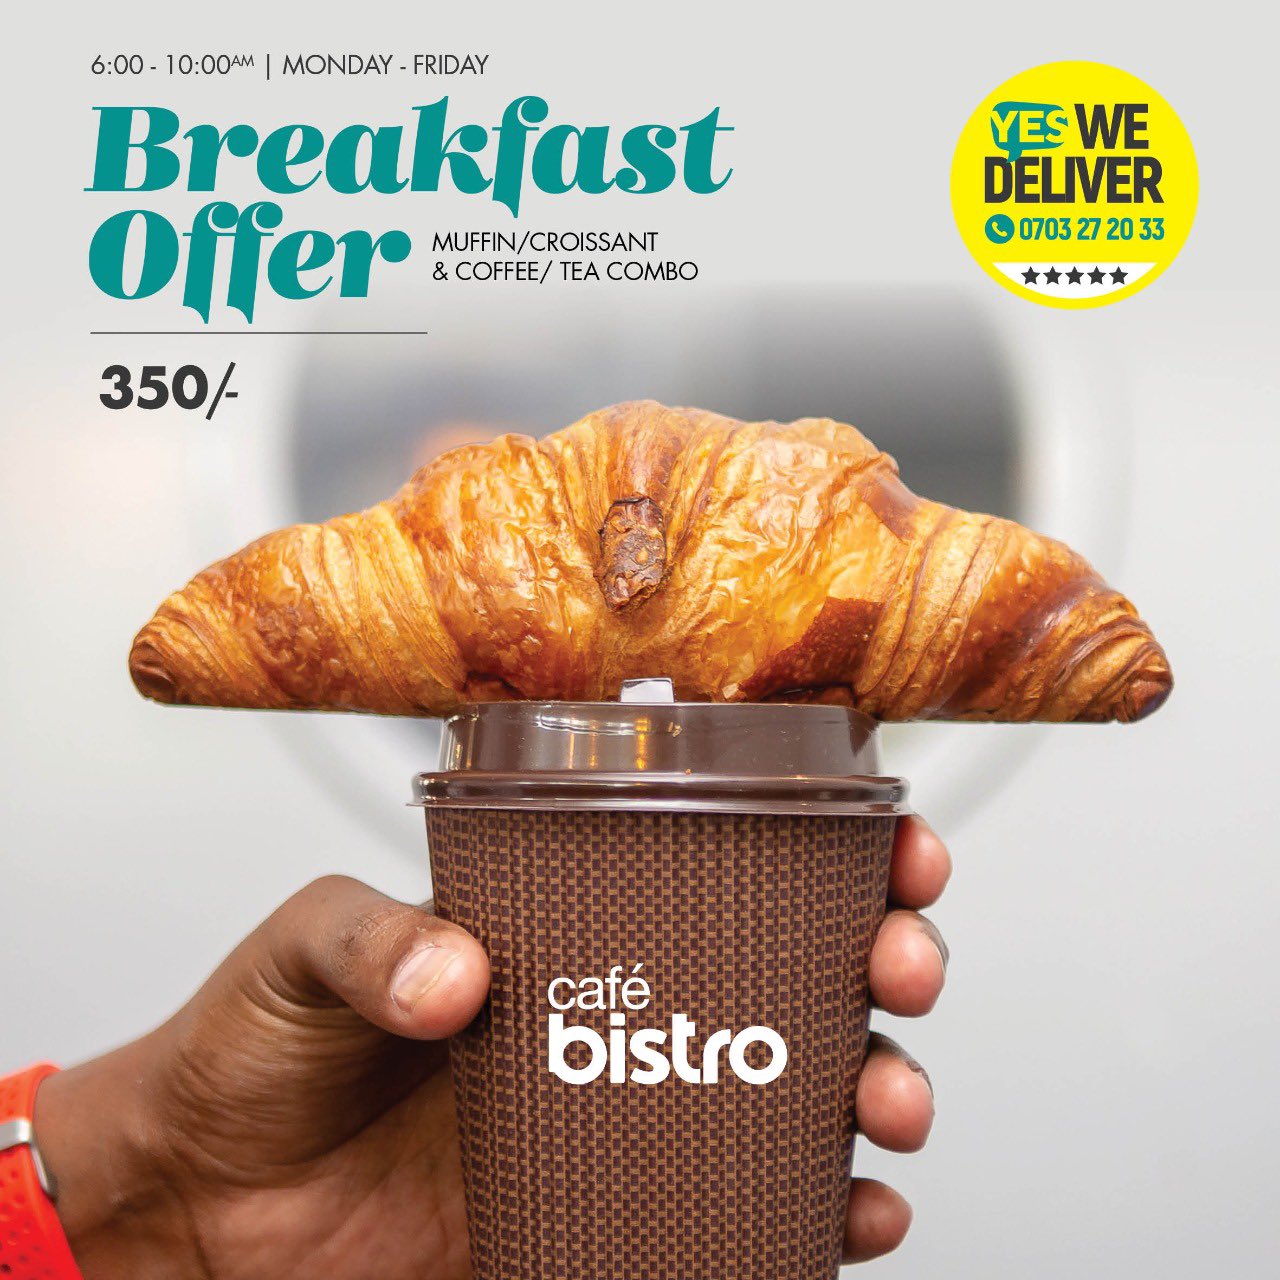 6:00 - 10:00AM | MONDAY - FRIDAY
Breakfast
Offer
MUFFIN/CROISSANT
& COFFEE/ TEA COMBO
350/-
YES WE
DELIVER
0703 27 20 33
café
bistro